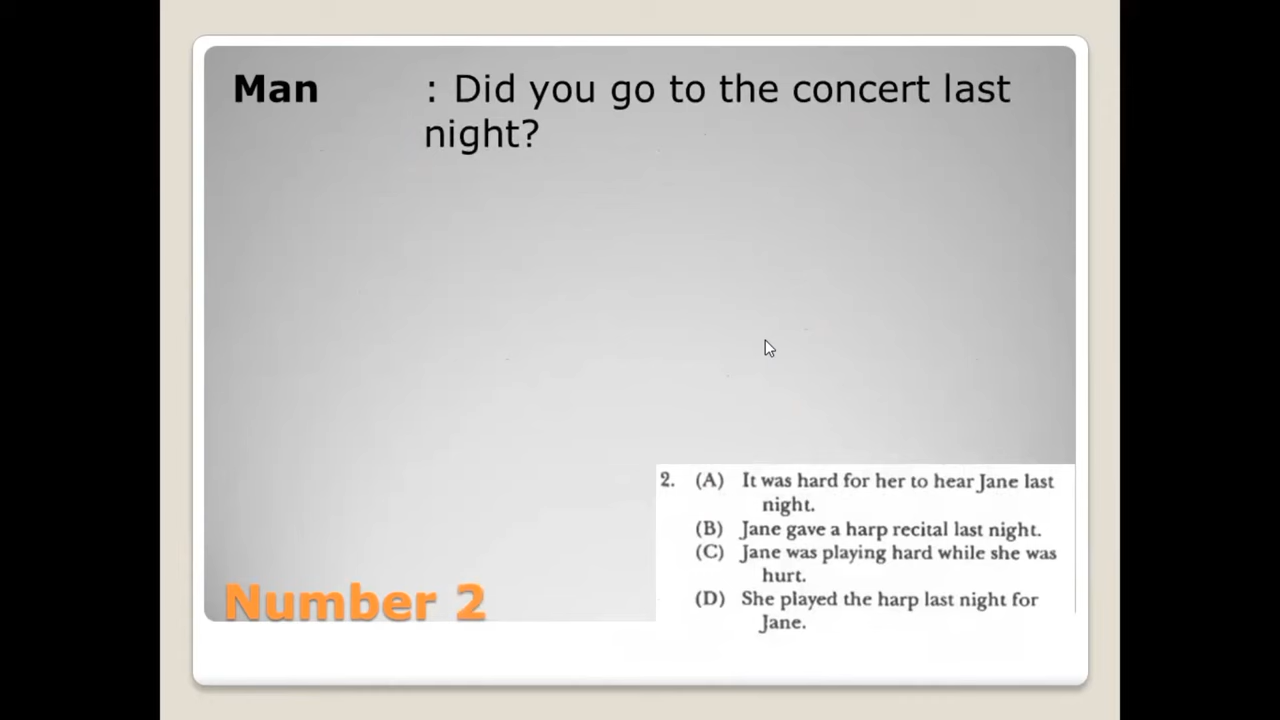 Man : Did you go to the concert last
night?
2. (A) It was hard for her to hear Jane last
night.
(B) Jane gave a harp recital last night.
(C) Jane was playing hard while she was
hurt.
(D) She played the harp last night for
Jane.
Number 2